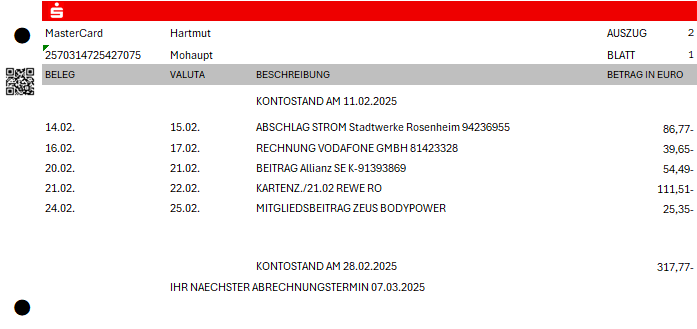 MasterCard Hartmut AUSZUG 2
2570314725427075 Mohaupt BLATT 1
BELEG VALUTA BESCHREIBUNG BETRAG IN EURO
KONTOSTAND AM 11.02.2025
14.02. 15.02. ABSCHLAG STROM Stadtwerke Rosenheim 94236955 86,77-
16.02. 17.02. RECHNUNG VODAFONE GMBH 81423328 39,65-
20.02. 21.02. BEITRAG Allianz SE K-91393869 54,49-
21.02. 22.02. KARTENZ./21.02 REWE RO 111,51-
24.02. 25.02. MITGLIEDSBEITRAG ZEUS BODYPOWER 25,35-
KONTOSTAND AM 28.02.2025 317,77-
IHR NAECHSTER ABRECHNUNGSTERMIN 07.03.2025